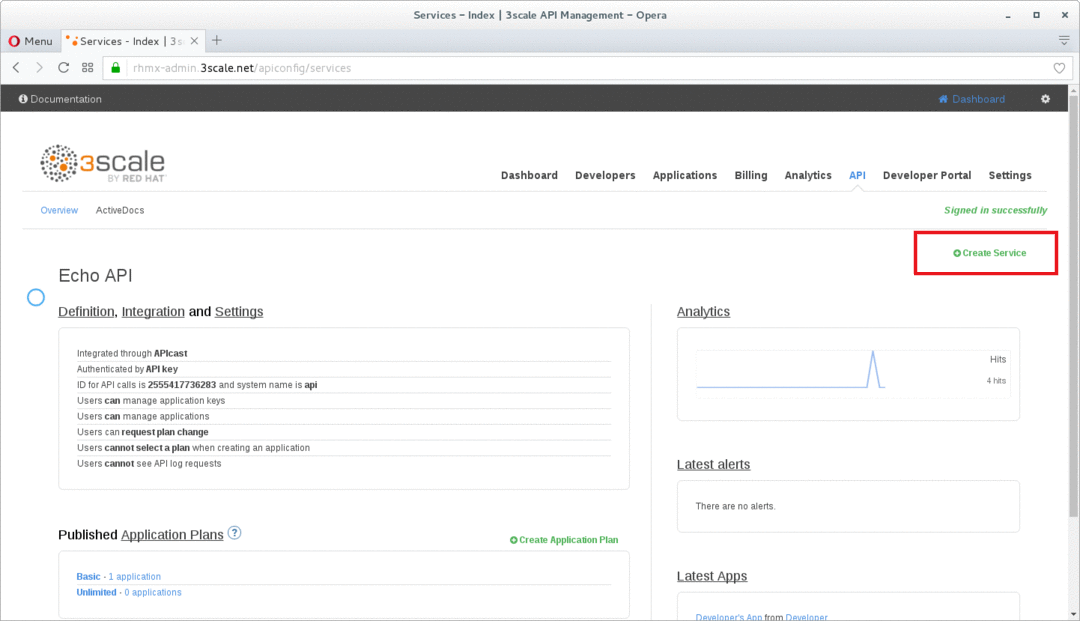 Services – Index | 3scale API Management – Opera
Menu
Services - Index | 3s
rhmx-admin.3scale.net/apiconfig/services
Documentation
Dashboard
3scale
BY RED HAT
Dashboard Developers Applications Billing Analytics API Developer Portal Settings
Overview ActiveDocs
Signed in successfully
Create Service
Echo API
Definition, Integration and Settings
Integrated through APIcast
Authenticated by API key
ID for API calls is 2555417736283 and system name is api
Users can manage application keys
Users can manage applications
Users can request plan change
Users cannot select a plan when creating an application
Users cannot see API log requests
Published Application Plans ?
Create Application Plan
Basic - 1 application
Unlimited - 0 applications
Analytics
Hits
4 hits
Latest alerts
There are no alerts.
Latest Apps
Developer's App from Developer